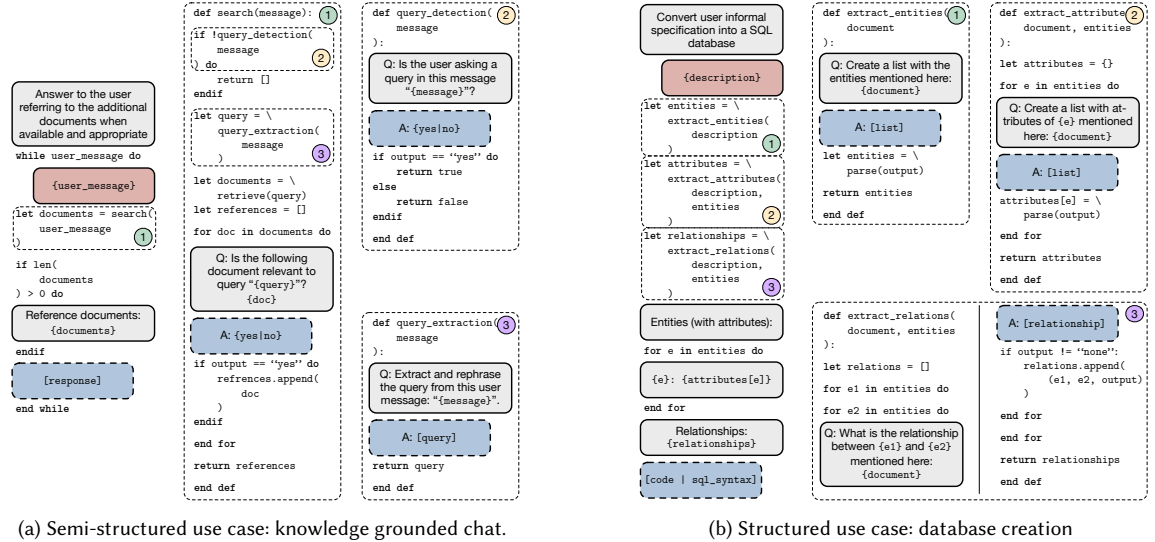 Answer to the user
referring to the additional
documents when
available and appropriate
while user_message do
{user_message}
let documents = search(
user_message
)
1
if len(
documents
) > 0 do
Reference documents:
{documents}
endif
[response]
end while
def search(message):
1
if !query_detection(
message
) do
2
return []
endif
let query = \
query_extraction(
message
)
3
let documents = \
retrieve(query)
let references = []
for doc in documents do
Q: Is the following
document relevant to
query “{query}”?
{doc}
A: {yes|no}
if output == “yes” do
refrences.append(
doc
)
endif
end for
return references
end def
def query_detection(
2
message
):
Q: Is the user asking a
query in this message
“{message}”?
A: {yes|no}
if output == “yes” do
return true
else
return false
endif
end def
def query_extraction(
3
message
):
Q: Extract and rephrase
the query from this user
message: “{message}”.
A: [query]
return query
end def
(a) Semi-structured use case: knowledge grounded chat.
Convert user informal
specification into a SQL
database
{description}
let entities = \
extract_entities(
description
)
1
let attributes = \
extract_attributes(
description,
entities
)
2
let relationships = \
extract_relations(
description,
entities
)
3
Entities (with attributes):
for e in entities do
{e}: {attributes[e]}
end for
Relationships:
{relationships}
[code | sql_syntax]
def extract_entities(
1
document
):
Q: Create a list with the
entities mentioned here:
{document}
A: [list]
let entities = \
parse(output)
return entities
end def
def extract_attribute
2
document, entities
):
let attributes = {}
for e in entities do
Q: Create a list with at-
tributes of {e} mentioned
here: {document}
A: [list]
attributes[e] = \
parse(output)
end for
return attributes
end def
def extract_relations(
document, entities
):
let relations = []
for e1 in entities do
for e2 in entities do
Q: What is the relationship
between {e1} and {e2}
mentioned here:
{document}
A: [relationship]
3
if output != “none”:
relations.append(
(e1, e2, output)
)
end for
end for
return relationships
end def
(b) Structured use case: database creation